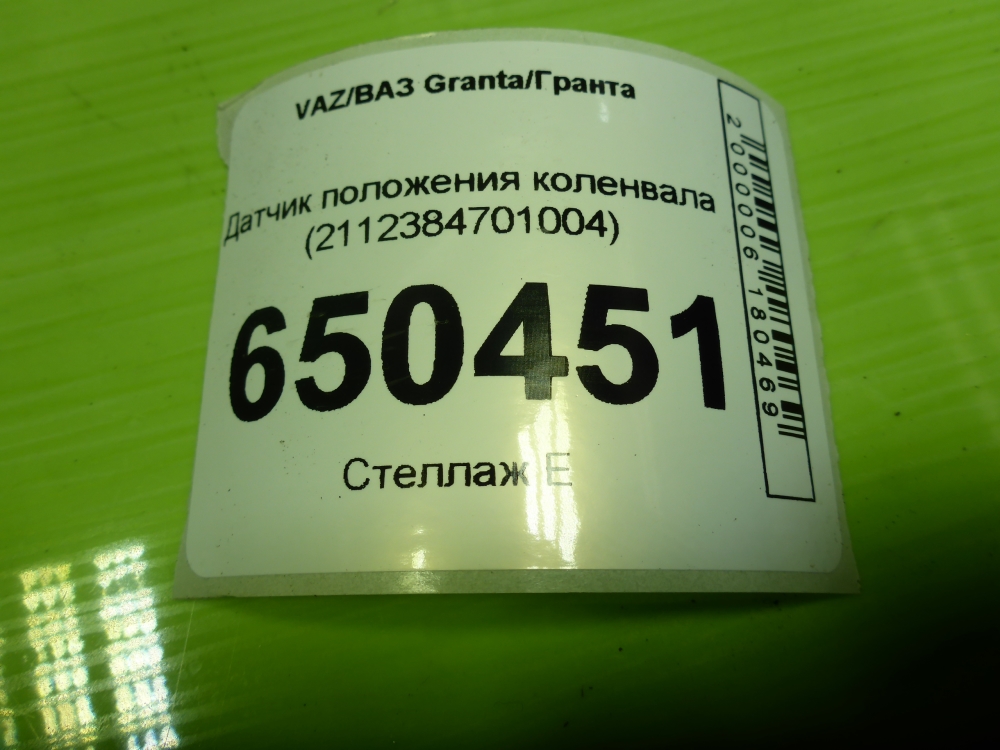 VAZ/ВАЗ Granta/Гранта
Датчик положения коленвала
(2112384701004)
650451
Стеллаж E
2000006180469